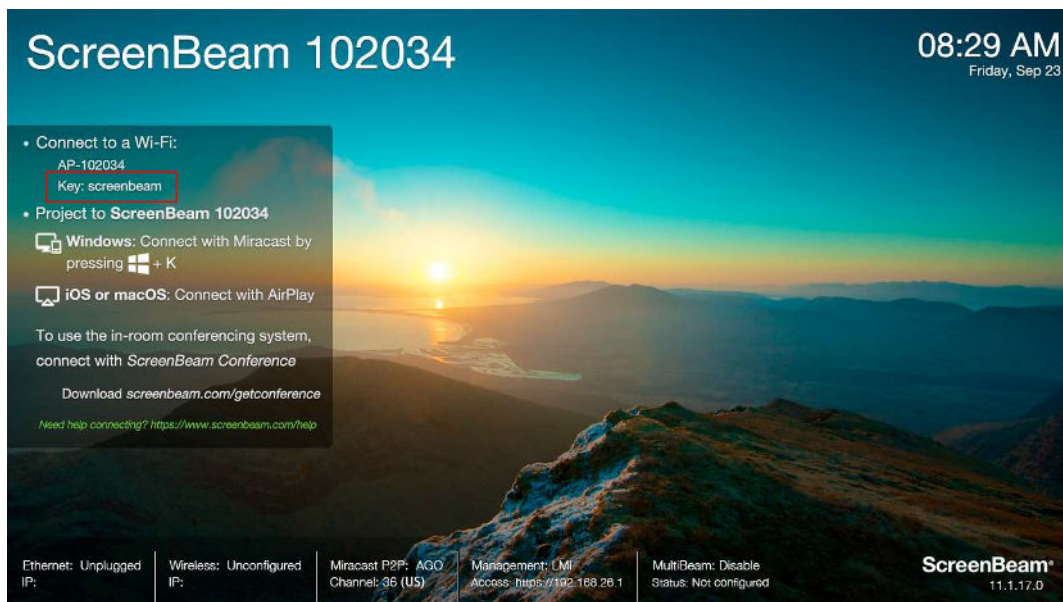 ScreenBeam 102034
08:29 AM
Friday, Sep 23
• Connect to a Wi-Fi:
AP-102034
Key: screenbeam
• Project to ScreenBeam 102034
Windows: Connect with Miracast by
pressing + K
iOS or macOS: Connect with AirPlay
To use the in-room conferencing system,
connect with ScreenBeam Conference
Download screenbeam.com/getconference
Need help connecting? https://www.screenbeam.com/help
Ethernet: Unplugged
IP:
Wireless: Unconfigured
IP:
Miracast P2P: AGO
Channel: 36 (US)
Management: LMI
Access: https://192.168.26.1
MultiBeam: Disable
Status: Not configured
ScreenBeam®
11.1.17.0